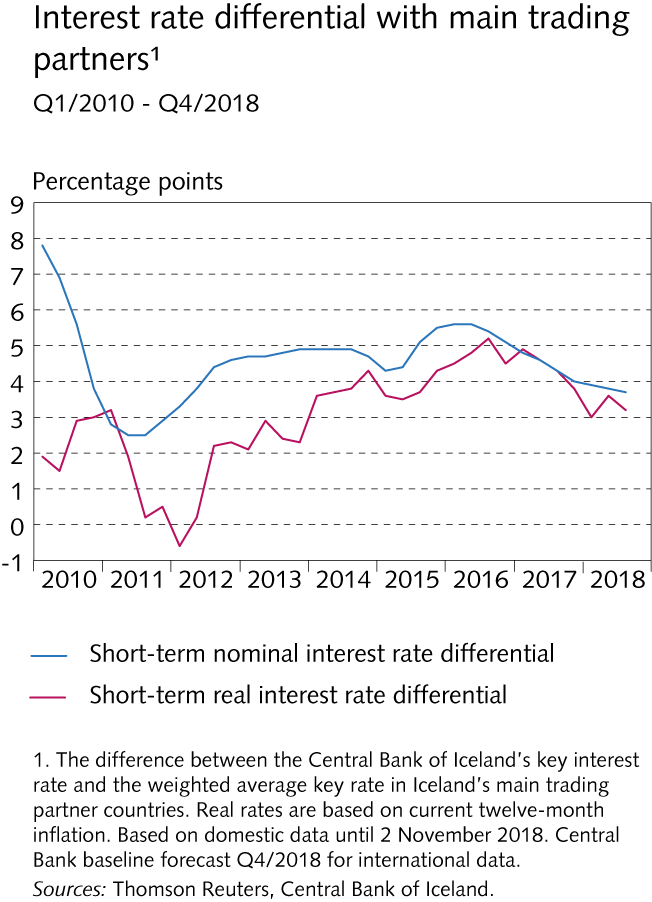 Interest rate differential with main trading
partners¹
Q1/2010 - Q4/2018
Percentage points
9
8
7
6
5
4
3
2
1
0
-1
2010 2011 2012 2013 2014 2015 2016 2017 2018
Short-term nominal interest rate differential
Short-term real interest rate differential
1. The difference between the Central Bank of Iceland's key interest
rate and the weighted average key rate in Iceland's main trading
partner countries. Real rates are based on current twelve-month
inflation. Based on domestic data until 2 November 2018. Central
Bank baseline forecast Q4/2018 for international data.
Sources: Thomson Reuters, Central Bank of Iceland.